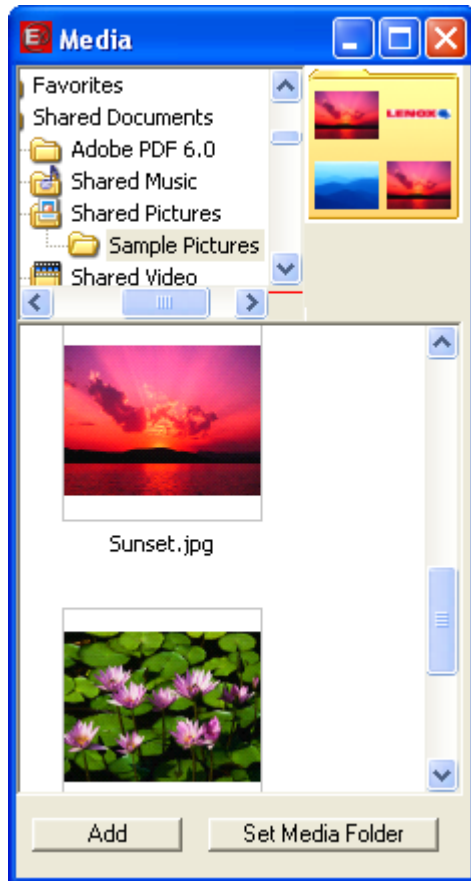 Media
Favorites
Shared Documents
Adobe PDF 6.0
Shared Music
Shared Pictures
Sample Pictures
Shared Video
LENOX
Sunset.jpg
Add
Set Media Folder